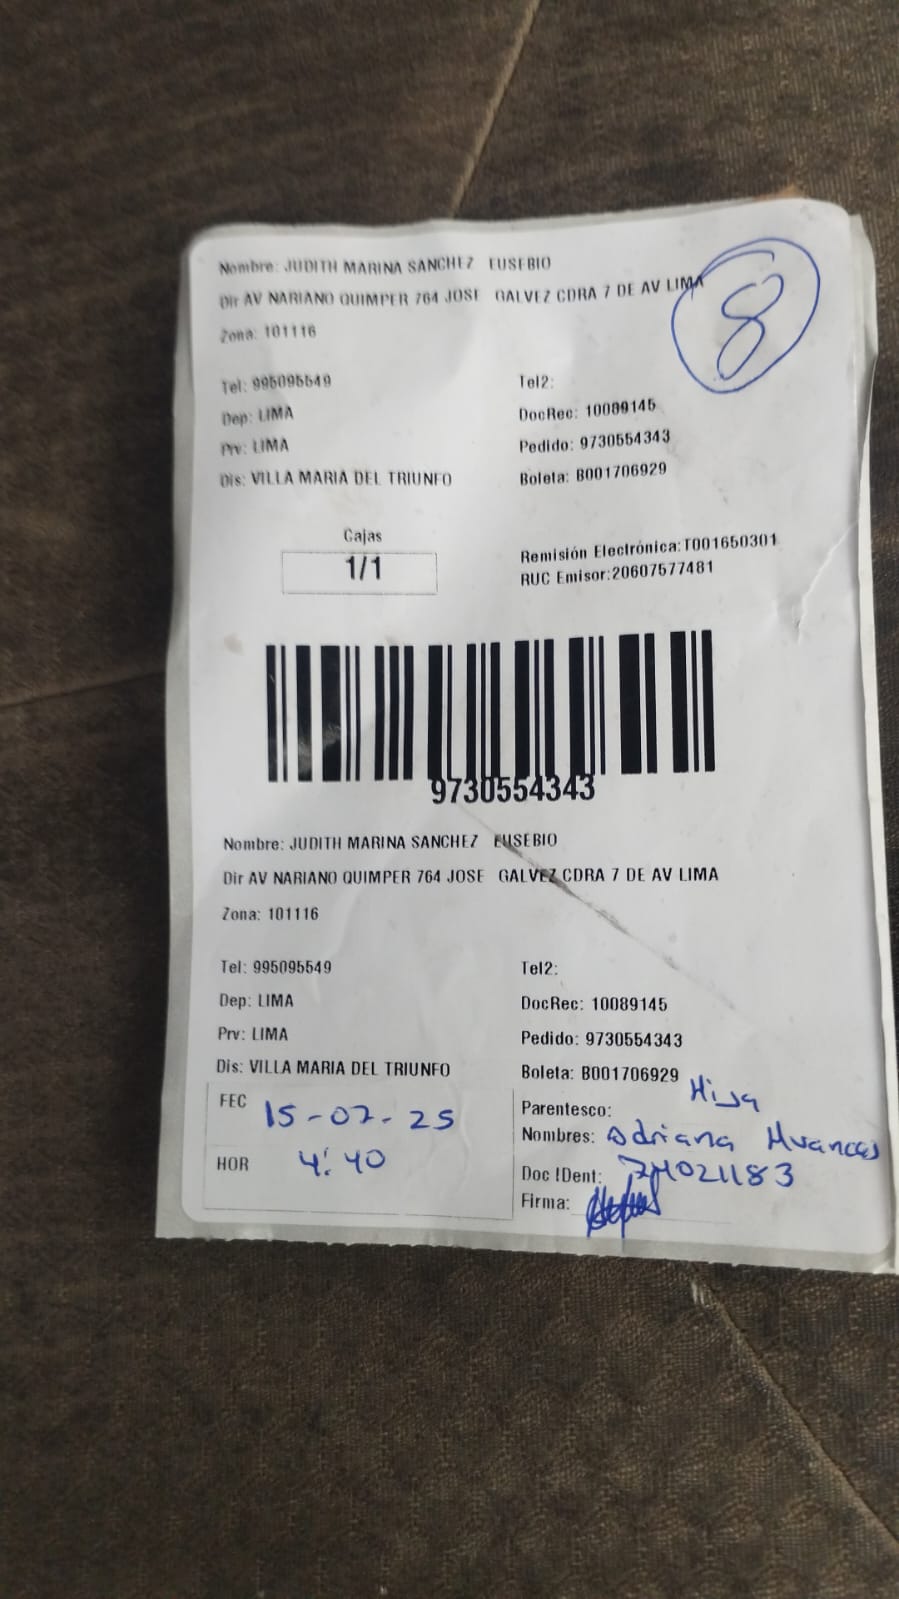 Nombre: JUDITH MARINA SANCHEZ EUSEBIO
Dir AV NARIANO QUIMPER 764 JOSE GALVEZ CDRA 7 DE AV LIMA
8
Zona: 101116
Tel: 995095549 Tel2:
Dep: LIMA DocRec: 10089145
Prv: LIMA Pedido: 9730554343
Dis: VILLA MARIA DEL TRIUNFO Boleta: B001706929
Cajas
1/1
Remisión Electrónica:T001650301
RUC Emisor:20607577481
9730554343
Nombre: JUDITH MARINA SANCHEZ EUSEBIO
Dir AV NARIANO QUIMPER 764 JOSE GALVEZ CDRA 7 DE AV LIMA
Zona: 101116
Tel: 995095549 Tel2:
Dep: LIMA DocRec: 10089145
Prv: LIMA Pedido: 9730554343
Dis: VILLA MARIA DEL TRIUNFO Boleta: B001706929
FEC 15-07-25 Parentesco: Hija
Nombres: Adriana
HOR 4:40 Doc IDent:
Firma: